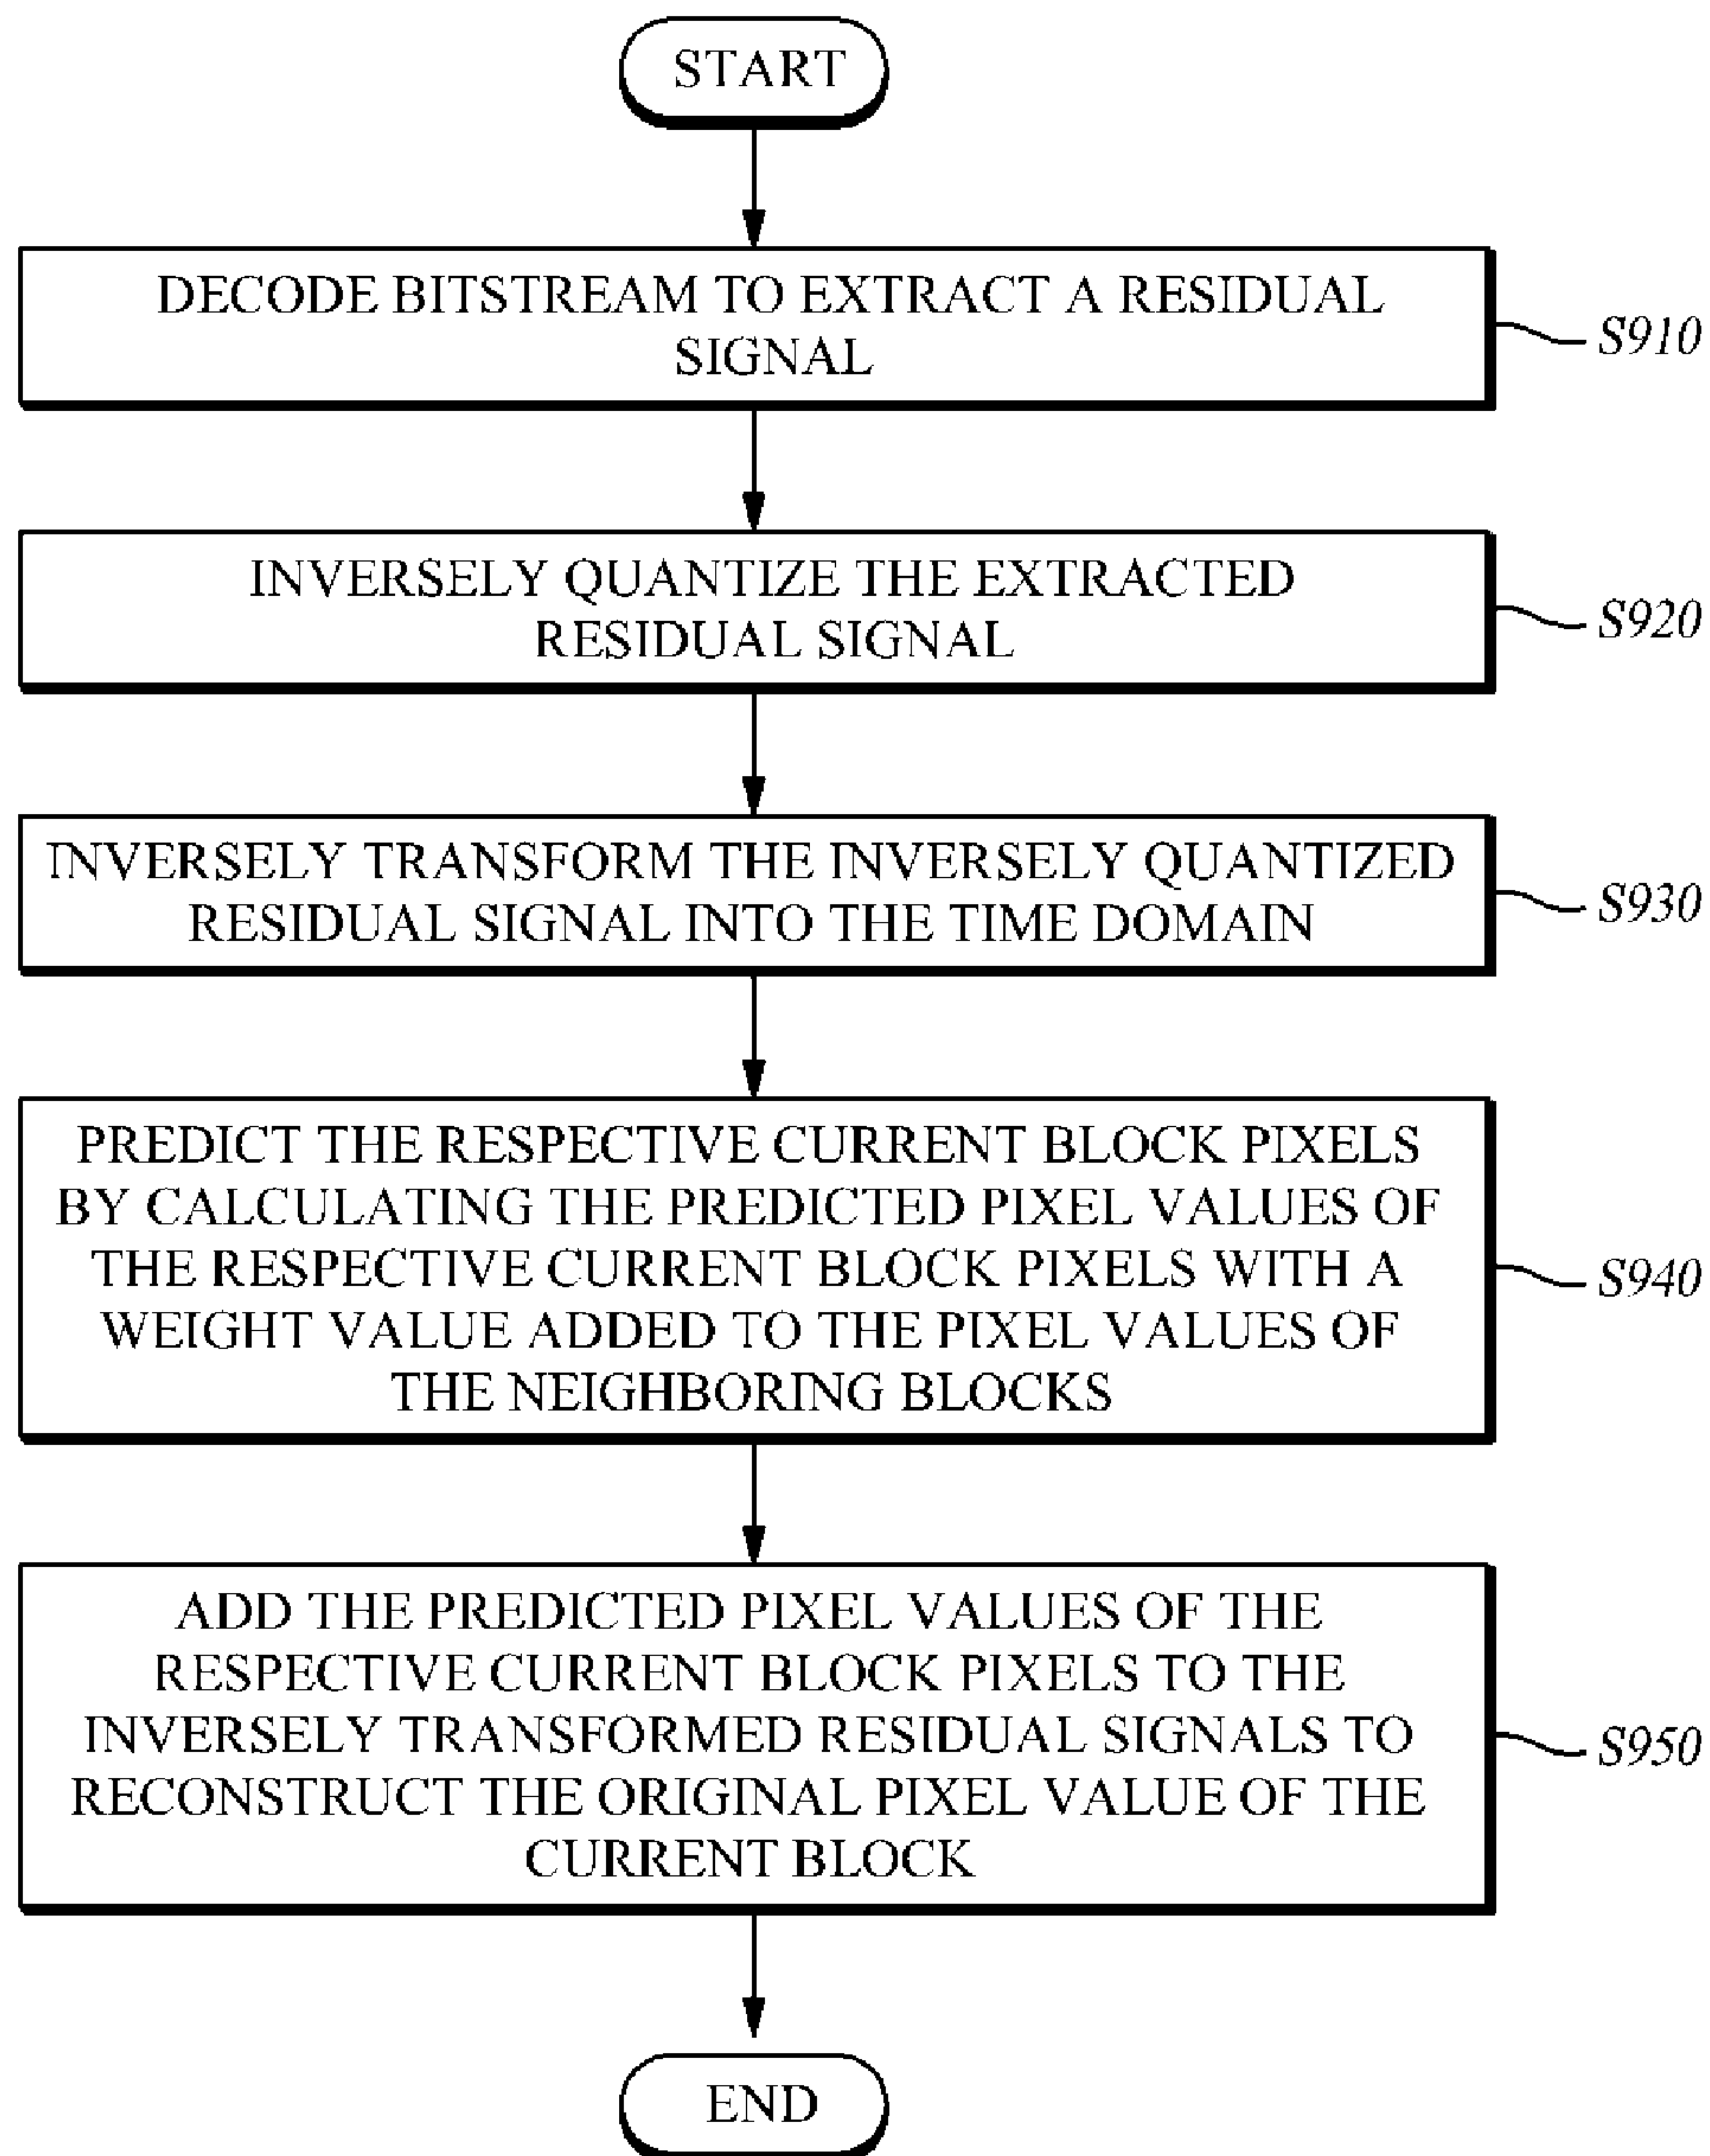 START
DECODE BITSTREAM TO EXTRACT A RESIDUAL
SIGNAL
S910
INVERSELY QUANTIZE THE EXTRACTED
RESIDUAL SIGNAL
S920
INVERSELY TRANSFORM THE INVERSELY QUANTIZED
RESIDUAL SIGNAL INTO THE TIME DOMAIN
S930
PREDICT THE RESPECTIVE CURRENT BLOCK PIXELS
BY CALCULATING THE PREDICTED PIXEL VALUES OF
THE RESPECTIVE CURRENT BLOCK PIXELS WITH A
WEIGHT VALUE ADDED TO THE PIXEL VALUES OF
THE NEIGHBORING BLOCKS
S940
ADD THE PREDICTED PIXEL VALUES OF THE
RESPECTIVE CURRENT BLOCK PIXELS TO THE
INVERSELY TRANSFORMED RESIDUAL SIGNALS TO
RECONSTRUCT THE ORIGINAL PIXEL VALUE OF THE
CURRENT BLOCK
S950
END